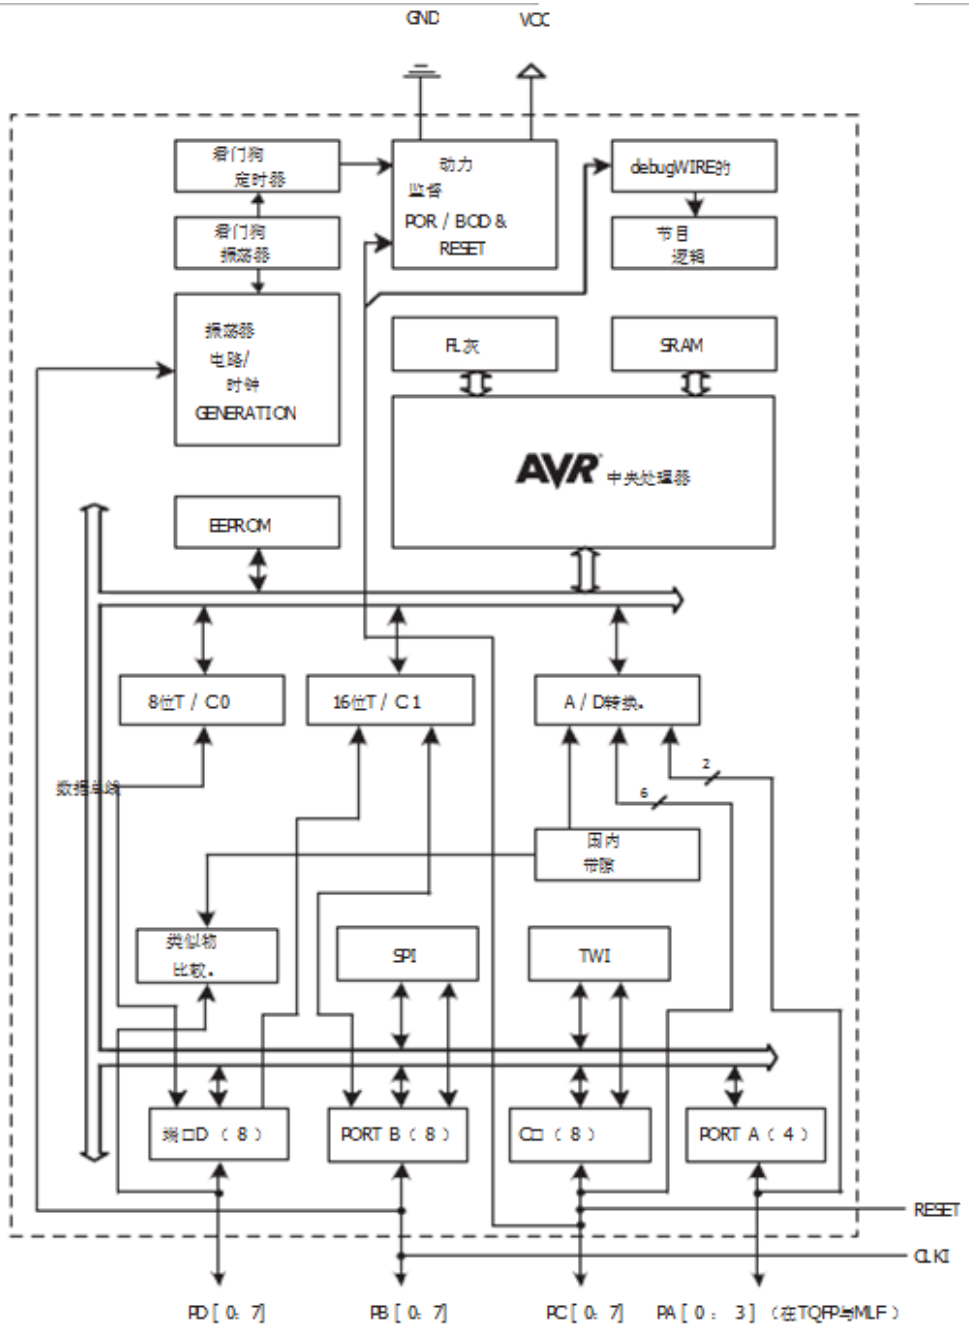 GND
VCC
看门狗
定时器
动力
监督
POR / BOD &
RESET
debugWIRE的
看门狗
振荡器
节目
逻辑
振荡器
电路/
时钟
GENERATION
FL灰
SRAM
AVR 中央处理器
EEPROM
8位T / C0
16位T / C1
A / D转换。
2
数据总线
6
国内
带隙
类似物
比较。
SPI
TWI
端口D（8）
PORT B（8）
C口（8）
PORT A（4）
RESET
CLKI
PD [ 0：7]
PB [0：7]
PC [0：7]
PA [ 0： 3] （在TQFP与MLF）